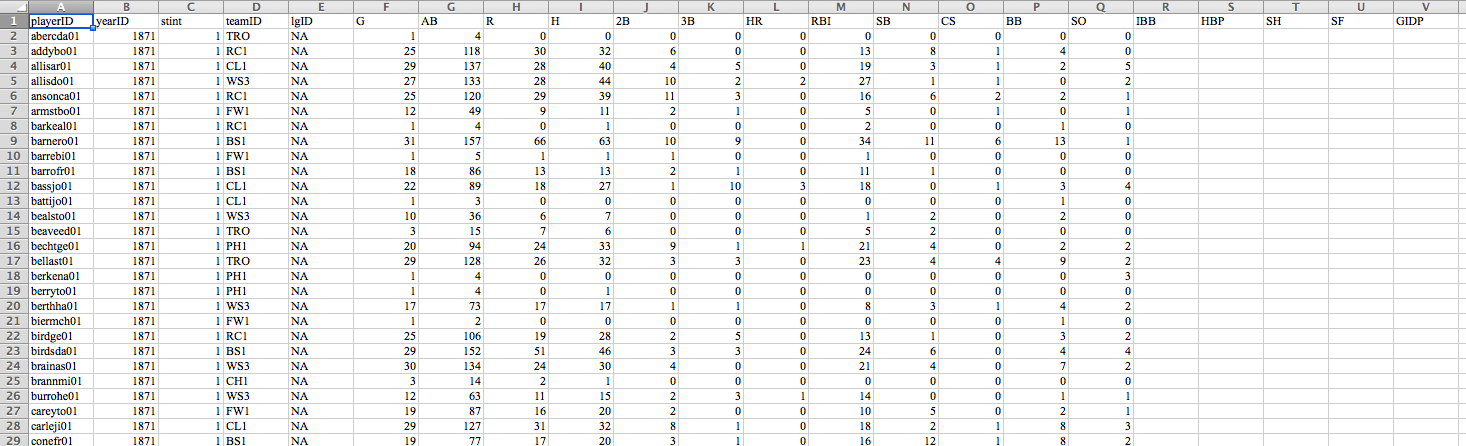 A B C D E F G H I J K L M N O P Q R S T U V
1 playerID yearID stint teamID lgID G AB R H 2B 3B HR RBI SB CS BB SO IBB HBP SH SF GIDP
2 abercda01 1871 1 TRO NA 1 4 0 0 0 0 0 0 0 0 0 0
3 addybo01 1871 1 RC1 NA 25 118 30 32 6 0 0 13 8 1 4 0
4 allisar01 1871 1 CL1 NA 29 137 28 40 4 5 0 19 3 1 2 5
5 allisdo01 1871 1 WS3 NA 27 133 28 44 10 2 2 27 1 1 0 2
6 ansonca01 1871 1 RC1 NA 25 120 29 39 11 3 0 16 6 2 2 1
7 armstbo01 1871 1 FW1 NA 12 49 9 11 2 1 0 5 0 1 0 1
8 barkeal01 1871 1 RC1 NA 1 4 0 1 0 0 0 2 0 0 1 0
9 barnero01 1871 1 BS1 NA 31 157 66 63 10 9 0 34 11 6 13 1
10 barrebi01 1871 1 FW1 NA 1 5 1 1 1 0 0 1 0 0 0 0
11 barrofr01 1871 1 BS1 NA 18 86 13 13 2 1 0 11 1 0 0 0
12 bassjo01 1871 1 CL1 NA 22 89 18 27 1 10 3 18 0 1 3 4
13 battijo01 1871 1 CL1 NA 1 3 0 0 0 0 0 0 0 0 1 0
14 bealsto01 1871 1 WS3 NA 10 36 6 7 0 0 0 1 2 0 2 0
15 beaveed01 1871 1 TRO NA 3 15 7 6 0 0 0 5 2 0 0 0
16 bechtge01 1871 1 PH1 NA 20 94 24 33 9 1 1 21 4 0 2 2
17 bellast01 1871 1 TRO NA 29 128 26 32 3 3 0 23 4 4 9 2
18 berkena01 1871 1 PH1 NA 1 4 0 0 0 0 0 0 0 0 0 3
19 berryto01 1871 1 PH1 NA 1 4 0 1 0 0 0 0 0 0 0 0
20 berthha01 1871 1 WS3 NA 17 73 17 17 1 1 0 8 3 1 4 2
21 biermch01 1871 1 FW1 NA 1 2 0 0 0 0 0 0 0 0 1 0
22 birdge01 1871 1 RC1 NA 25 106 19 28 2 5 0 13 1 0 3 2
23 birdsda01 1871 1 BS1 NA 29 152 51 46 3 3 0 24 6 0 4 4
24 brainas01 1871 1 WS3 NA 30 134 24 30 4 0 0 21 4 0 7 2
25 brannmi01 1871 1 CH1 NA 3 14 2 1 0 0 0 0 0 0 0 0
26 burrohe01 1871 1 WS3 NA 12 63 11 15 2 3 1 14 0 0 1 1
27 careyto01 1871 1 FW1 NA 19 87 16 20 2 0 0 10 5 0 2 1
28 carleji01 1871 1 CL1 NA 29 127 31 32 8 1 0 18 2 1 8 3
29 conefr01 1871 1 BS1 NA 19 77 17 20 3 1 0 16 12 1 8 2